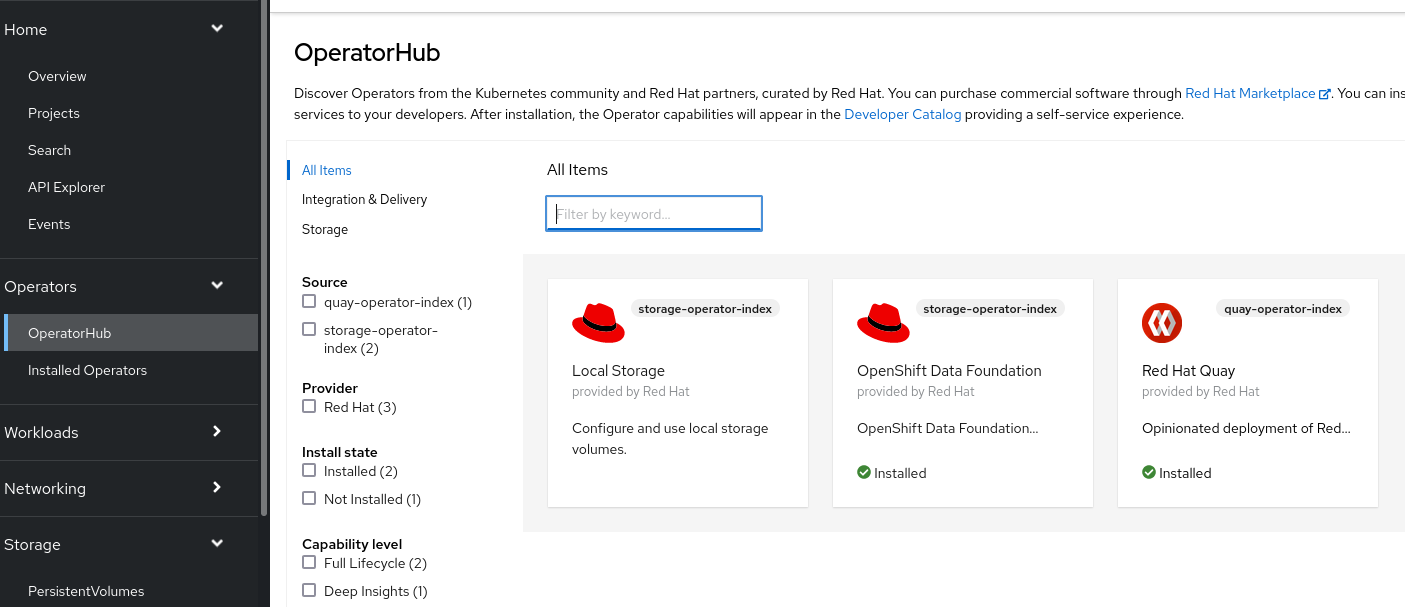 Home
Overview
Projects
Search
API Explorer
Events
Operators
OperatorHub
Installed Operators
Workloads
Networking
Storage
PersistentVolumes
OperatorHub
Discover Operators from the Kubernetes community and Red Hat partners, curated by Red Hat. You can purchase commercial software through Red Hat Marketplace. You can ins
services to your developers. After installation, the Operator capabilities will appear in the Developer Catalog providing a self-service experience.
All Items
Integration & Delivery
Storage
Source
quay-operator-index (1)
storage-operator-
index (2)
Provider
Red Hat (3)
Install state
Installed (2)
Not Installed (1)
Capability level
Full Lifecycle (2)
Deep Insights (1)
All Items
Filter by keyword...
storage-operator-index
Local Storage
provided by Red Hat
Configure and use local storage
volumes.
storage-operator-index
OpenShift Data Foundation
provided by Red Hat
OpenShift Data Foundation...
Installed
quay-operator-index
Red Hat Quay
provided by Red Hat
Opinionated deployment of Red...
Installed